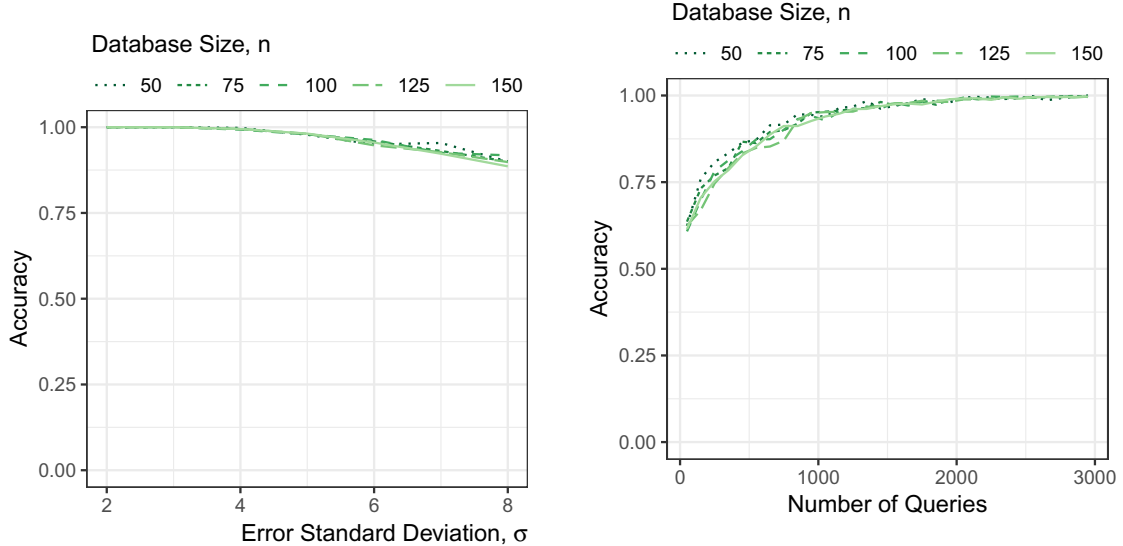 Database Size, n
50 75 100 125 150
1.00
0.75
0.50
0.25
0.00
Accuracy
2 4 6 8
Error Standard Deviation, σ
Database Size, n
50 75 100 125 150
1.00
0.75
0.50
0.25
0.00
Accuracy
0 1000 2000 3000
Number of Queries